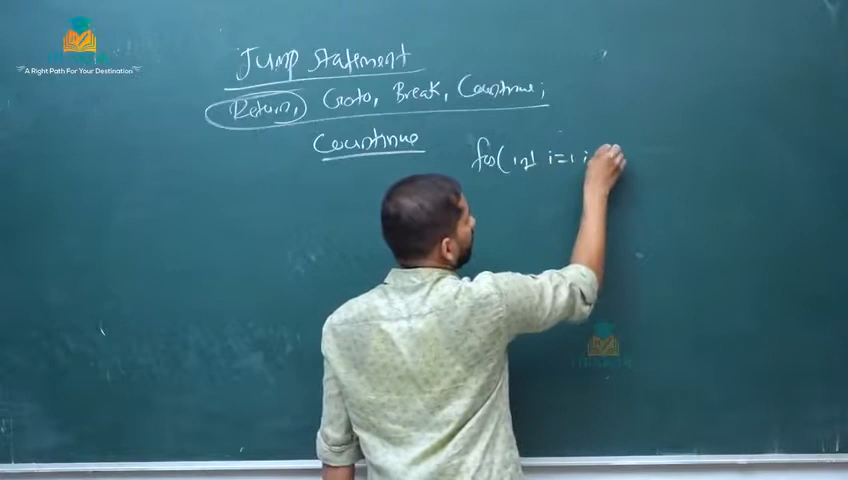 A Right Path For Your Destination
Jump statement
Return, Goto, Break, Countinue;
Countinue
for( int i=1 i